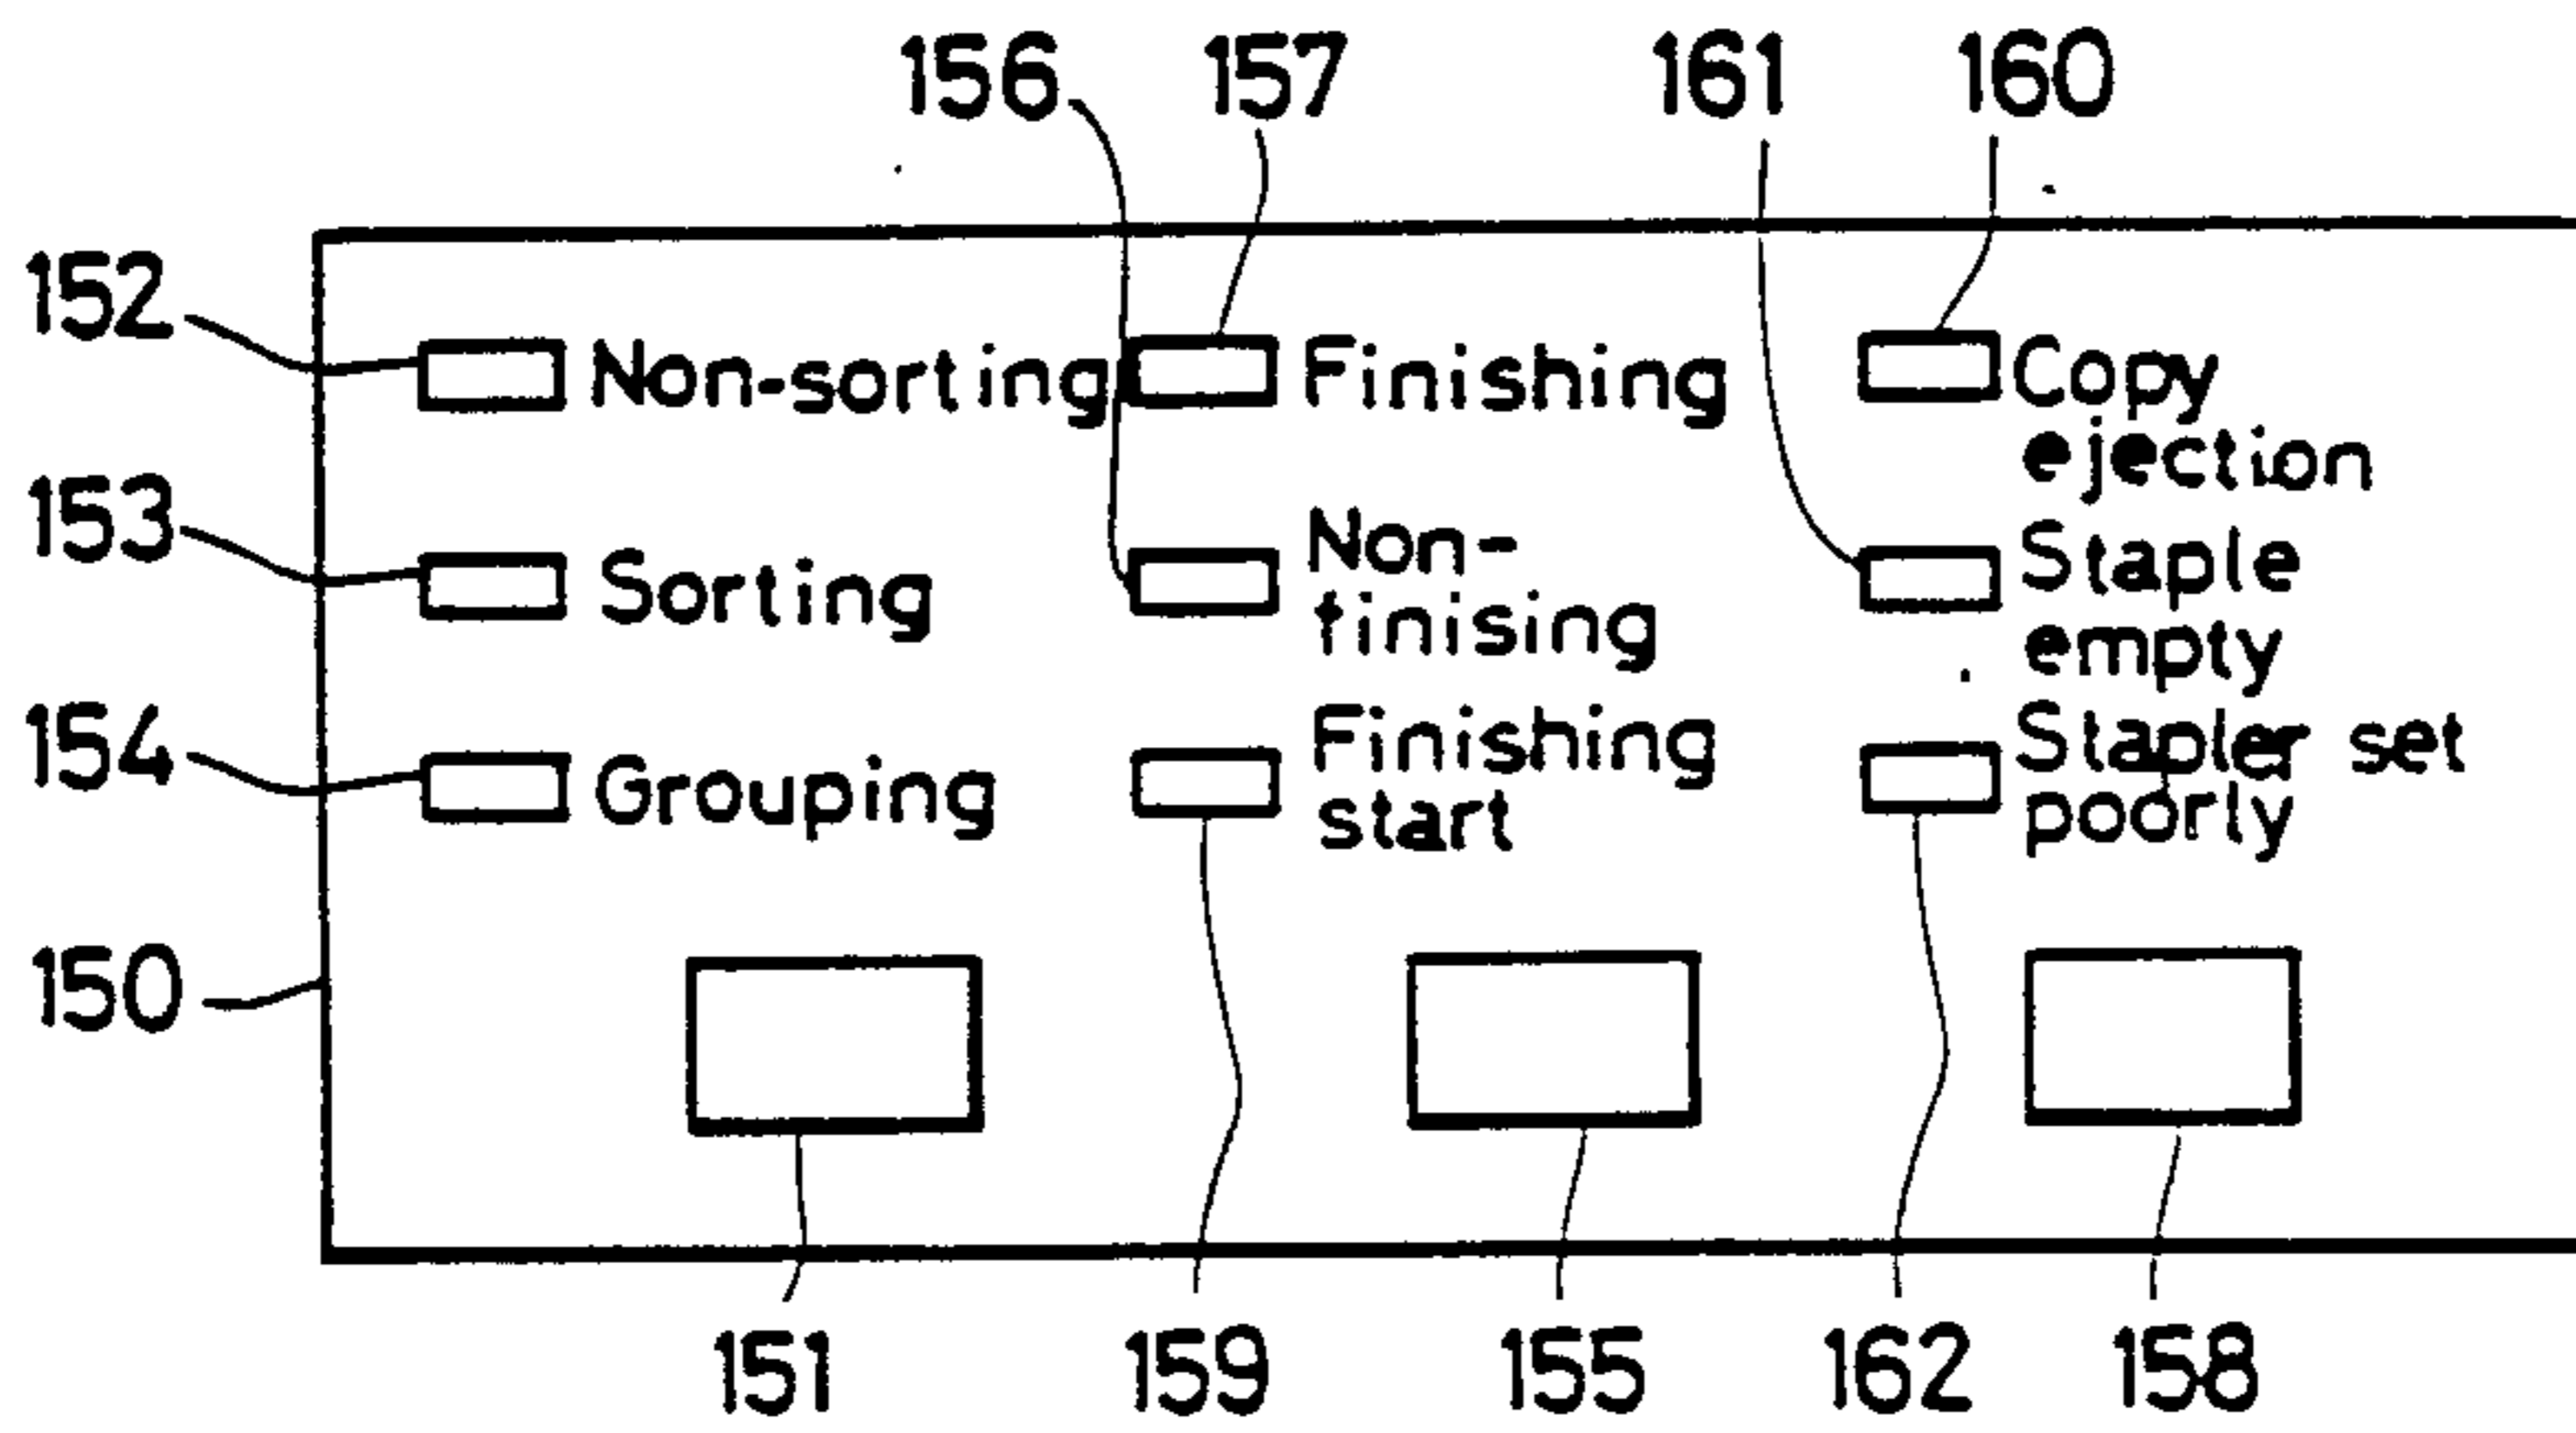 156 157 161 160
152
Non-sorting Finishing Copy
ejection
153
Sorting Non-
finising Staple
empty
154
Grouping Finishing
start Stapler set
poorly
150
151 159 155 162 158